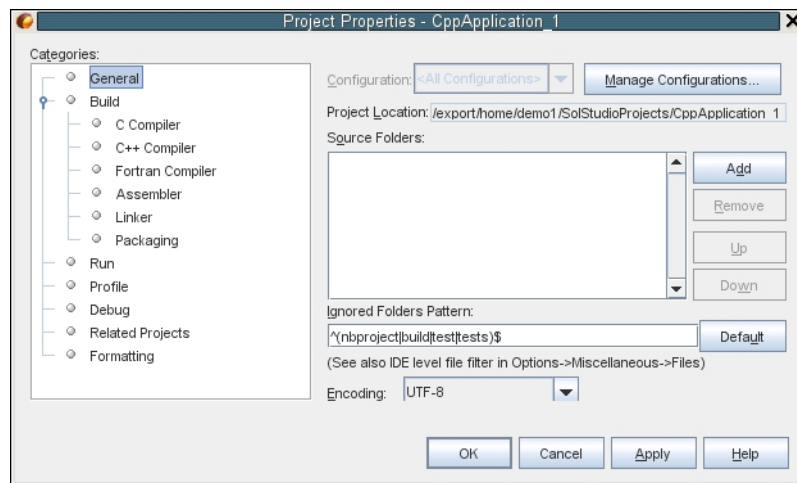 Project Properties - CppApplication_1
Categories:
General
Build
C Compiler
C++ Compiler
Fortran Compiler
Assembler
Linker
Packaging
Run
Profile
Debug
Related Projects
Formatting
Configuration: <All Configurations> Manage Configurations...
Project Location: /export/home/demo1/SolStudioProjects/CppApplication_1
Source Folders:
Add
Remove
Up
Down
Ignored Folders Pattern:
^(nbproject|build|test|tests)$ Default
(See also IDE level file filter in Options->Miscellaneous->Files)
Encoding: UTF-8
OK Cancel Apply Help